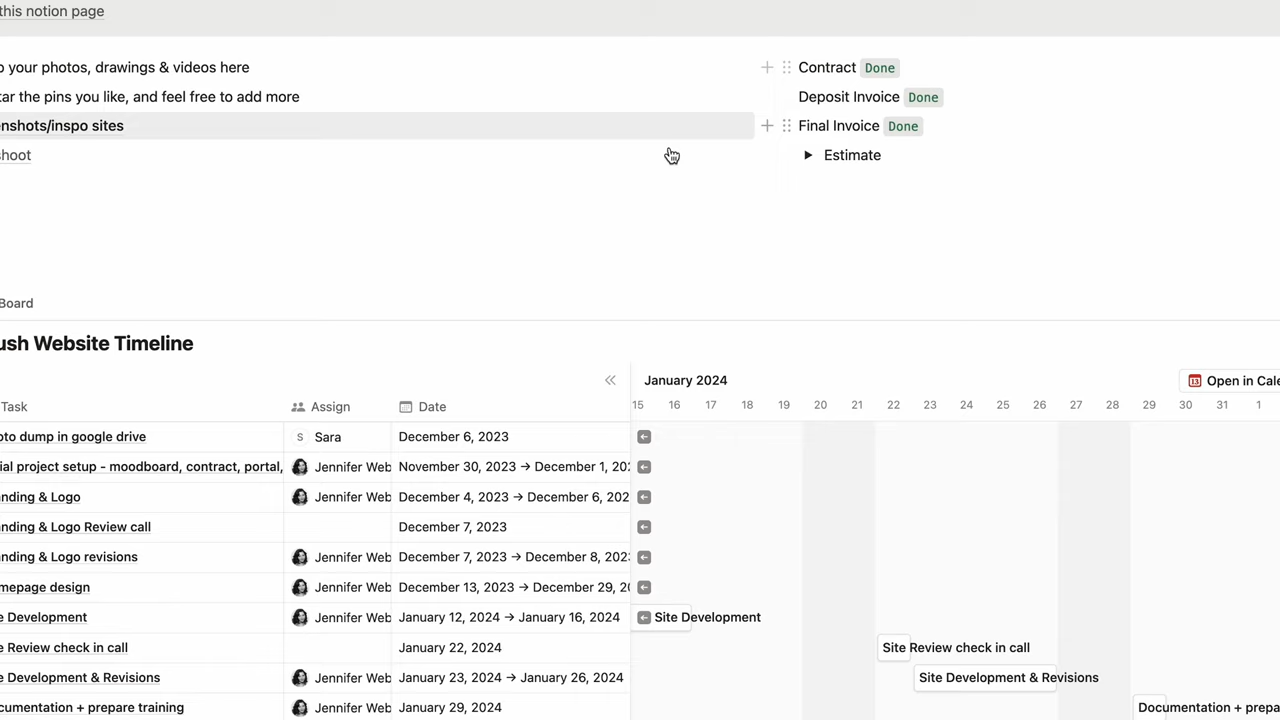 this notion page
o your photos, drawings & videos here
Contract Done
tar the pins you like, and feel free to add more
Deposit Invoice Done
enshots/inspo sites
Final Invoice Done
shoot
Estimate
Board
ush Website Timeline
January 2024
13 Open in Cale
Task Assign Date
15 16 17 18 19 20 21 22 23 24 25 26 27 28 29 30 31 1
oto dump in google drive S Sara December 6, 2023
ial project setup - moodboard, contract, portal, Jennifer Web November 30, 2023 → December 1, 202
nding & Logo Jennifer Web December 4, 2023 → December 6, 202
nding & Logo Review call December 7, 2023
nding & Logo revisions Jennifer Web December 7, 2023 → December 8, 202
mepage design Jennifer Web December 13, 2023 → December 29, 20
e Development Jennifer Web January 12, 2024 → January 16, 2024 Site Development
e Review check in call January 22, 2024 Site Review check in call
e Development & Revisions Jennifer Web January 23, 2024 → January 26, 2024 Site Development & Revisions
cumentation + prepare training Jennifer Web January 29, 2024 Documentation + prepa